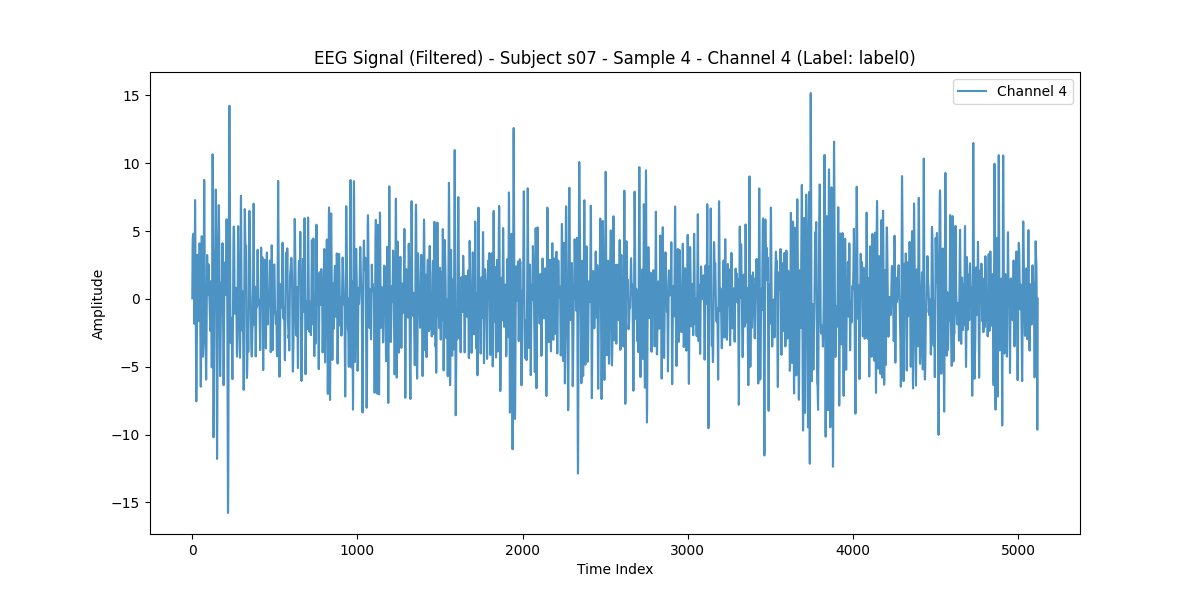 EEG Signal (Filtered) - Subject s07 - Sample 4 - Channel 4 (Label: label0)
Channel 4
15
10
5
0
−5
−10
−15
Amplitude
0 1000 2000 3000 4000 5000
Time Index